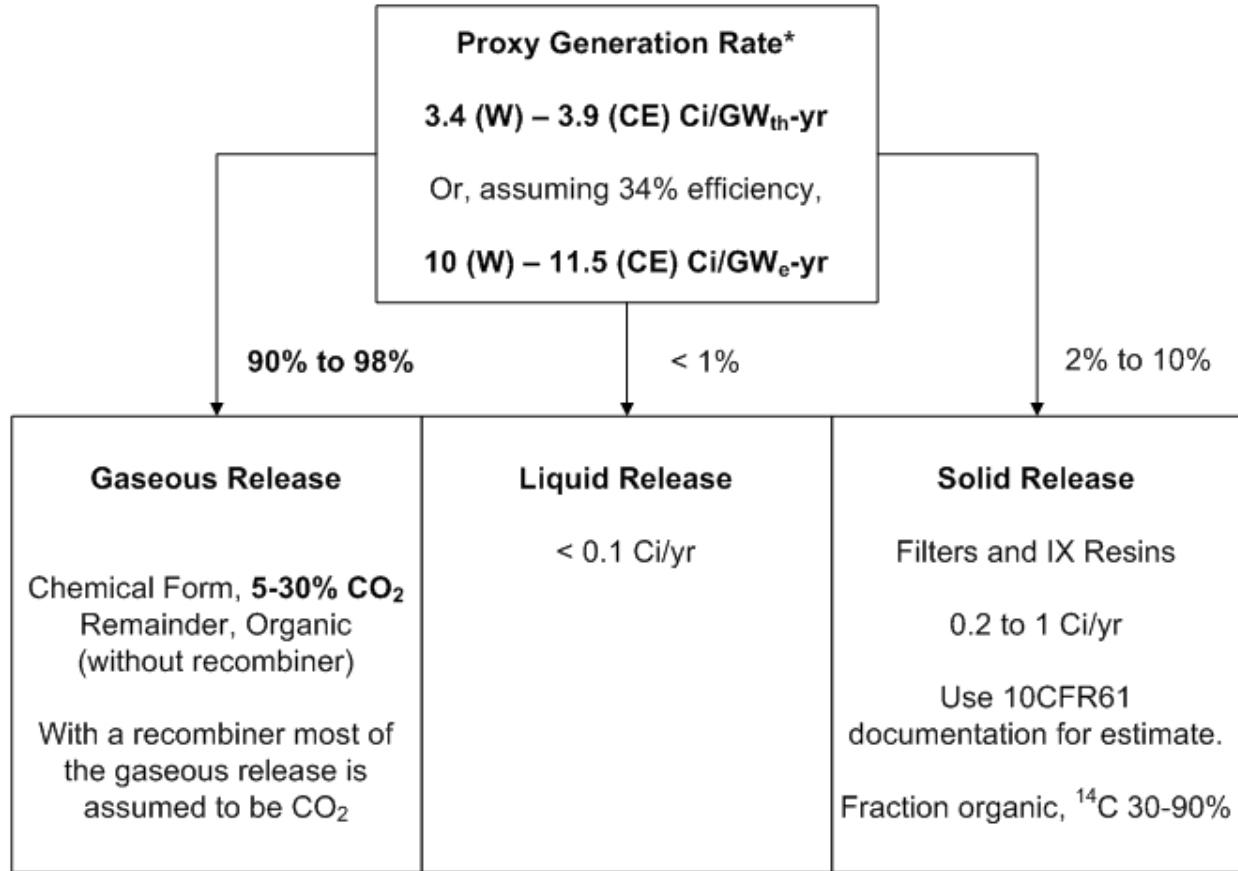 Proxy Generation Rate*
3.4 (W) – 3.9 (CE) Ci/GWth-yr
Or, assuming 34% efficiency,
10 (W) – 11.5 (CE) Ci/GWe-yr
90% to 98%
< 1%
2% to 10%
Gaseous Release
Chemical Form, 5-30% CO₂
Remainder, Organic
(without recombiner)
With a recombiner most of
the gaseous release is
assumed to be CO₂
Liquid Release
< 0.1 Ci/yr
Solid Release
Filters and IX Resins
0.2 to 1 Ci/yr
Use 10CFR61
documentation for estimate.
Fraction organic, ¹⁴C 30-90%